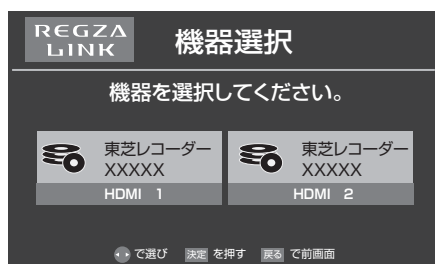 REGZA
LINK
機器選択
機器を選択してください。
東芝レコーダー
XXXXX
HDMI 1
東芝レコーダー
XXXXX
HDMI 2
で選び 決定 を押す 戻る で前画面